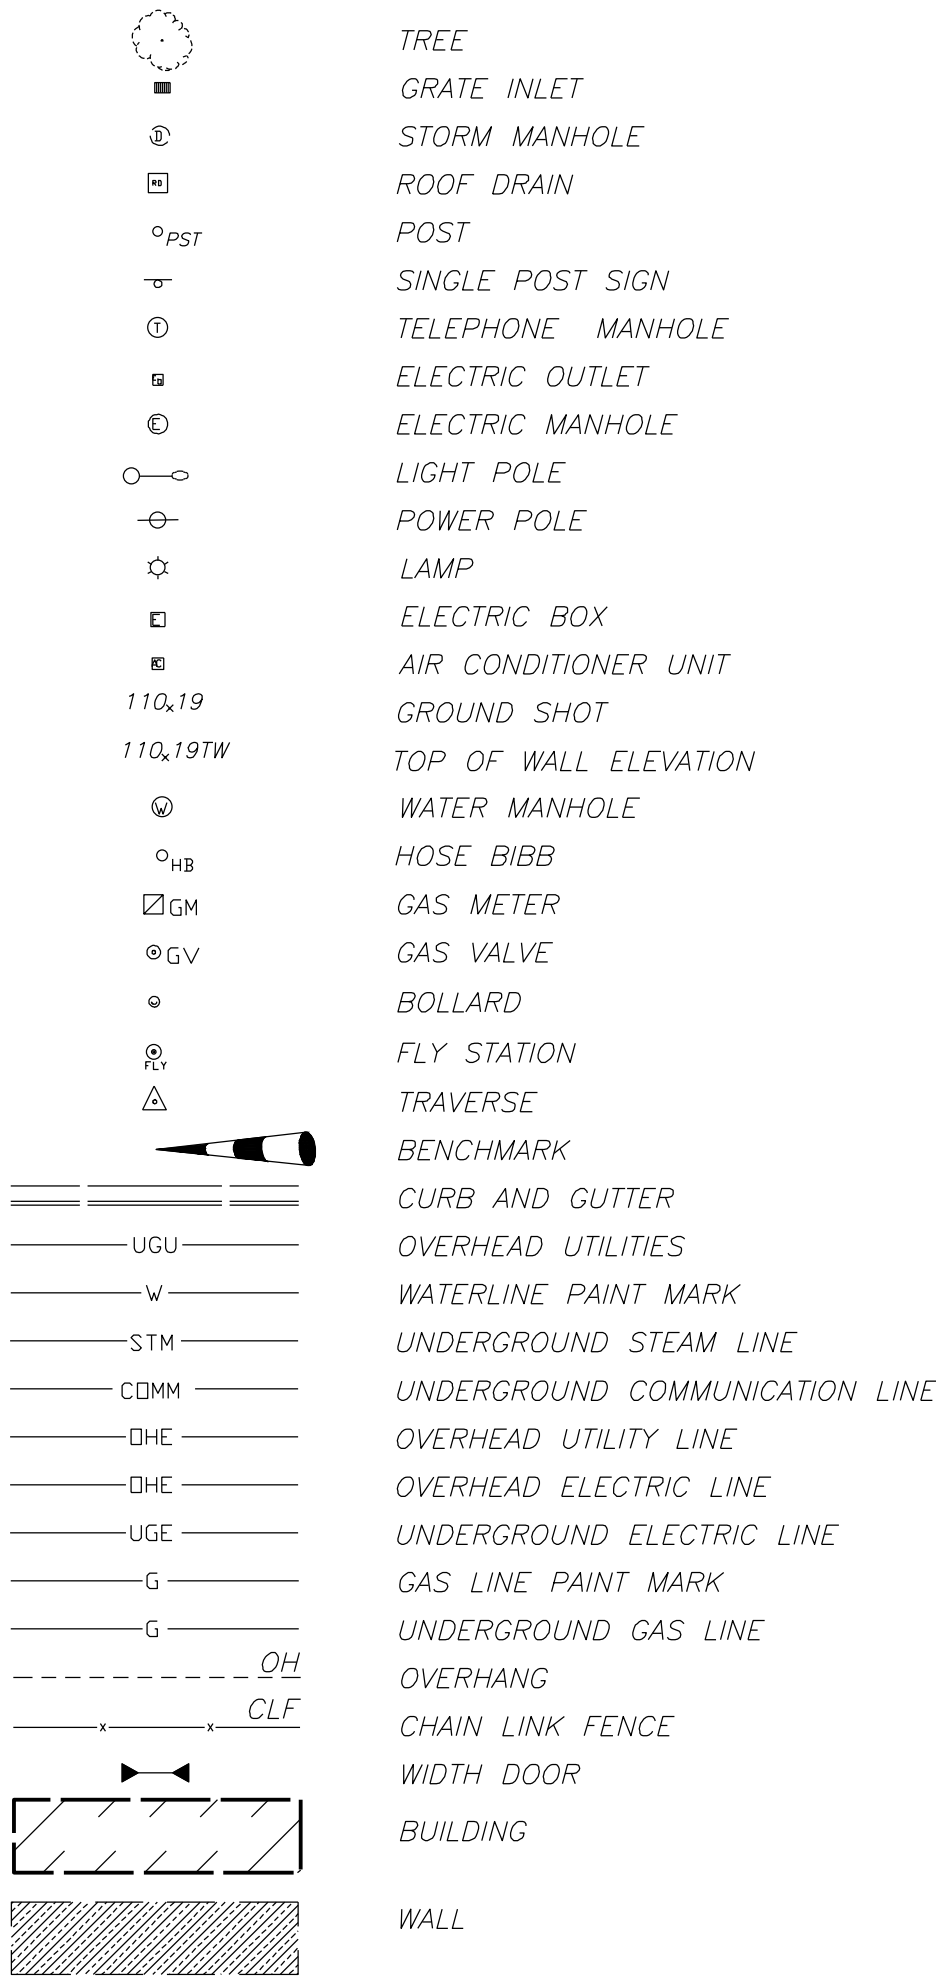 TREE
GRATE INLET
D STORM MANHOLE
RD ROOF DRAIN
PST POST
SINGLE POST SIGN
T TELEPHONE MANHOLE
ELECTRIC OUTLET
E ELECTRIC MANHOLE
LIGHT POLE
POWER POLE
LAMP
E ELECTRIC BOX
AC AIR CONDITIONER UNIT
110x19 GROUND SHOT
110x19TW TOP OF WALL ELEVATION
W WATER MANHOLE
HB HOSE BIBB
GM GAS METER
GV GAS VALVE
BOLLARD
FLY FLY STATION
TRAVERSE
BENCHMARK
CURB AND GUTTER
UGU OVERHEAD UTILITIES
W WATERLINE PAINT MARK
STM UNDERGROUND STEAM LINE
COMM UNDERGROUND COMMUNICATION LINE
OHE OVERHEAD UTILITY LINE
OHE OVERHEAD ELECTRIC LINE
UGE UNDERGROUND ELECTRIC LINE
G GAS LINE PAINT MARK
G UNDERGROUND GAS LINE
OH OVERHANG
CLF CHAIN LINK FENCE
WIDTH DOOR
BUILDING
WALL